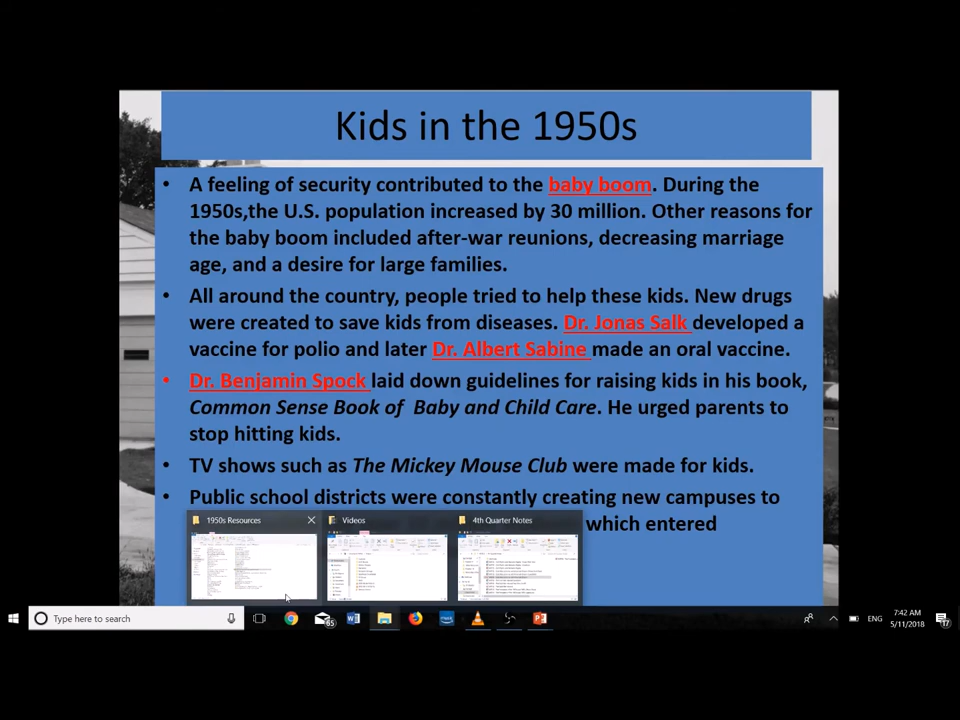 Kids in the 1950s
• A feeling of security contributed to the baby boom. During the
1950s,the U.S. population increased by 30 million. Other reasons for
the baby boom included after-war reunions, decreasing marriage
age, and a desire for large families.
• All around the country, people tried to help these kids. New drugs
were created to save kids from diseases. Dr. Jonas Salk developed a
vaccine for polio and later Dr. Albert Sabine made an oral vaccine.
• Dr. Benjamin Spock laid down guidelines for raising kids in his book,
Common Sense Book of Baby and Child Care. He urged parents to
stop hitting kids.
• TV shows such as The Mickey Mouse Club were made for kids.
• Public school districts were constantly creating new campuses to
which entered
1950s Resources Videos 4th Quarter Notes
Type here to search
65
ENG
7:42 AM
5/11/2018
17